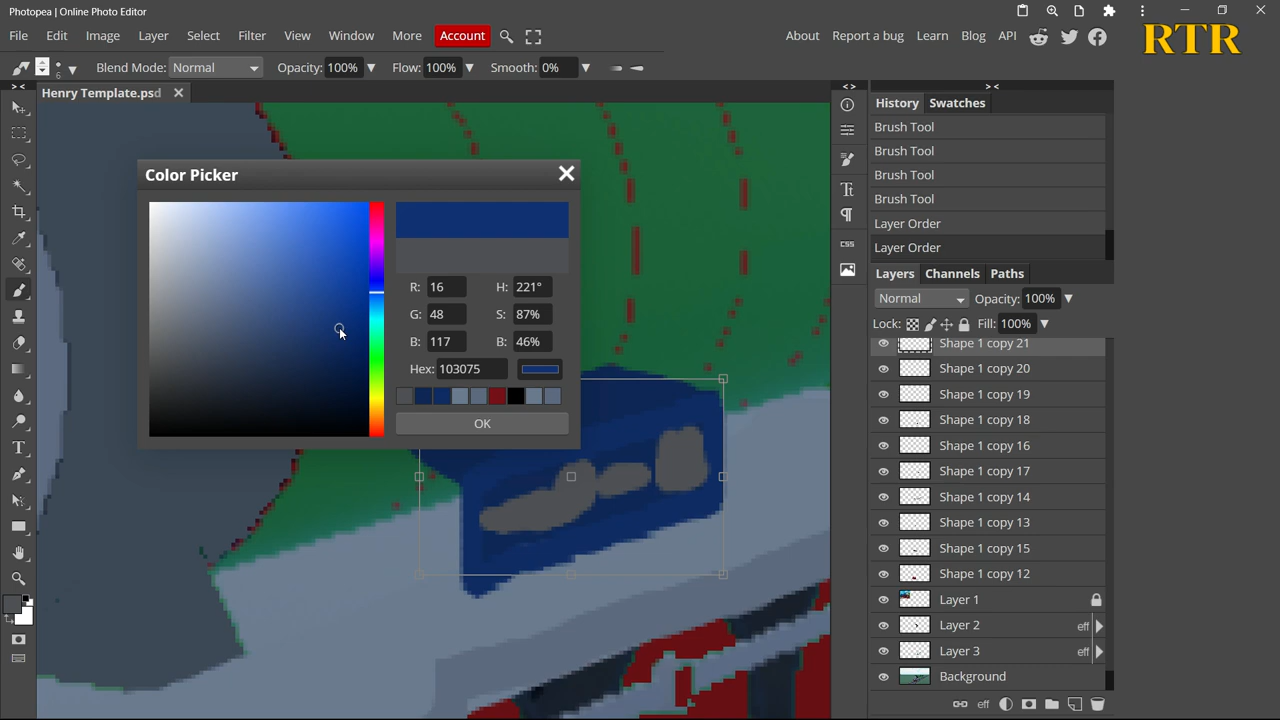 Photopea | Online Photo Editor
File Edit Image Layer Select Filter View Window More Account
About Report a bug Learn Blog API
RTR
6 Blend Mode: Normal Opacity: 100% Flow: 100% Smooth: 0%
Henry Template.psd
History Swatches
Brush Tool
Brush Tool
Brush Tool
Brush Tool
Layer Order
Layer Order
Color Picker
R: 16 H: 221°
G: 48 S: 87%
B: 117 B: 46%
Hex: 103075
OK
CSS
Layers Channels Paths
Normal Opacity: 100%
Lock: Fill: 100%
Shape 1 copy 21
Shape 1 copy 20
Shape 1 copy 19
Shape 1 copy 18
Shape 1 copy 16
Shape 1 copy 17
Shape 1 copy 14
Shape 1 copy 13
Shape 1 copy 15
Shape 1 copy 12
Layer 1
Layer 2 eff
Layer 3 eff
Background
eff